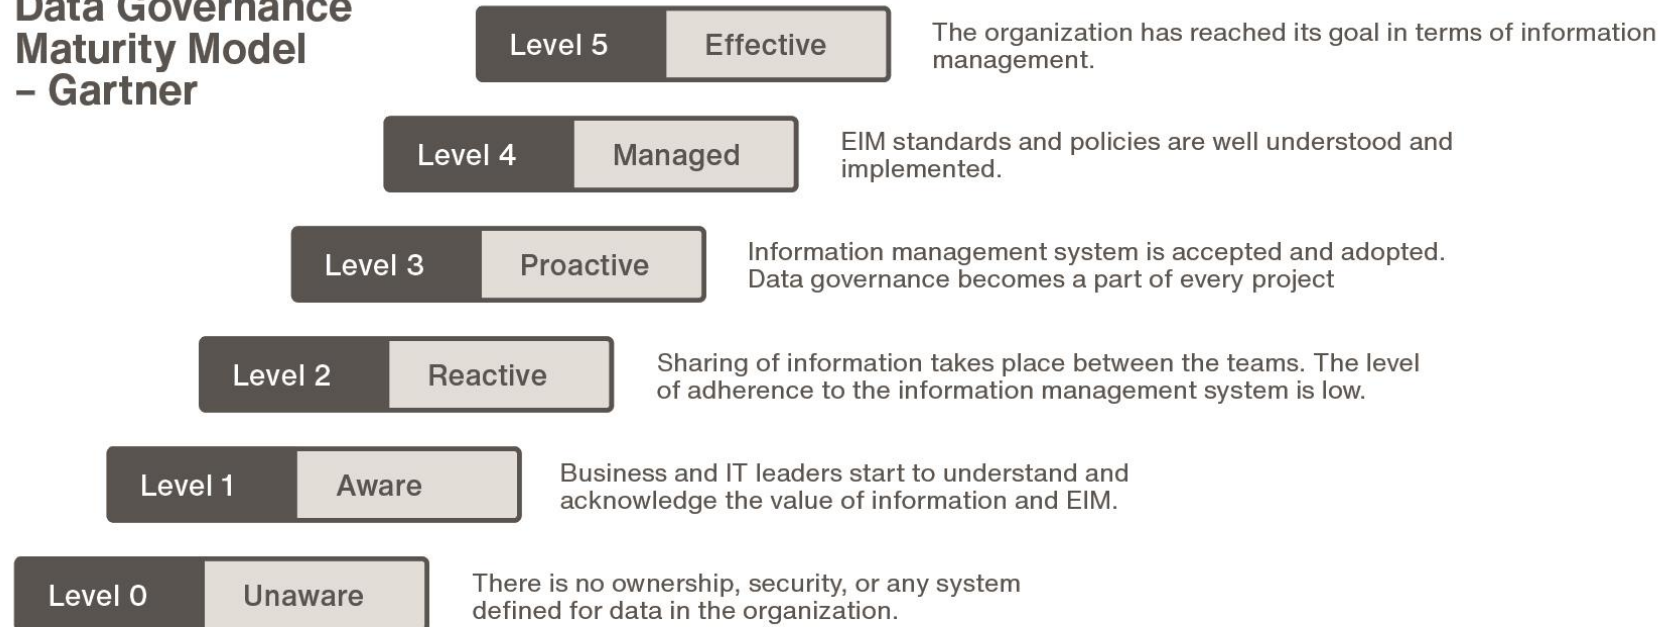 Data Governance
Maturity Model
– Gartner
Level 5 Effective
The organization has reached its goal in terms of information
management.
Level 4 Managed
EIM standards and policies are well understood and
implemented.
Level 3 Proactive
Information management system is accepted and adopted.
Data governance becomes a part of every project
Level 2 Reactive
Sharing of information takes place between the teams. The level
of adherence to the information management system is low.
Level 1 Aware
Business and IT leaders start to understand and
acknowledge the value of information and EIM.
Level 0 Unaware
There is no ownership, security, or any system
defined for data in the organization.